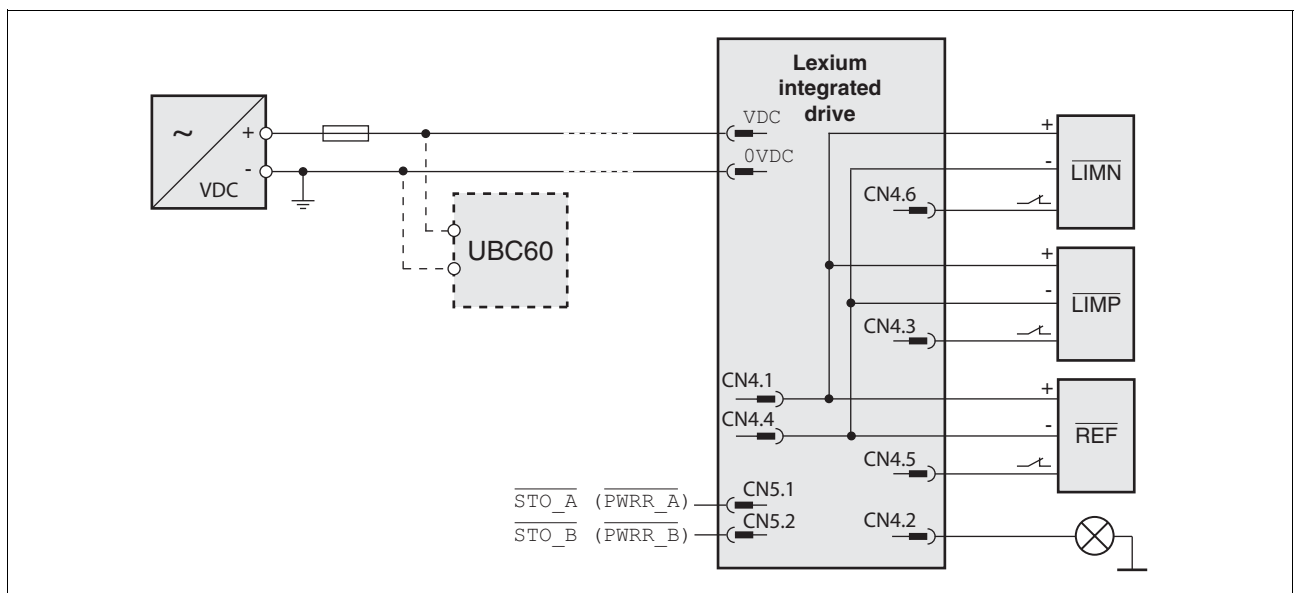 Lexium
integrated
drive
~
+
-
VDC
VDC
0VDC
UBC60
+
-
LIMN
CN4.6
+
-
LIMP
CN4.3
CN4.1
CN4.4
+
-
REF
CN4.5
STO_A (PWRR_A)
CN5.1
STO_B (PWRR_B)
CN5.2
CN4.2